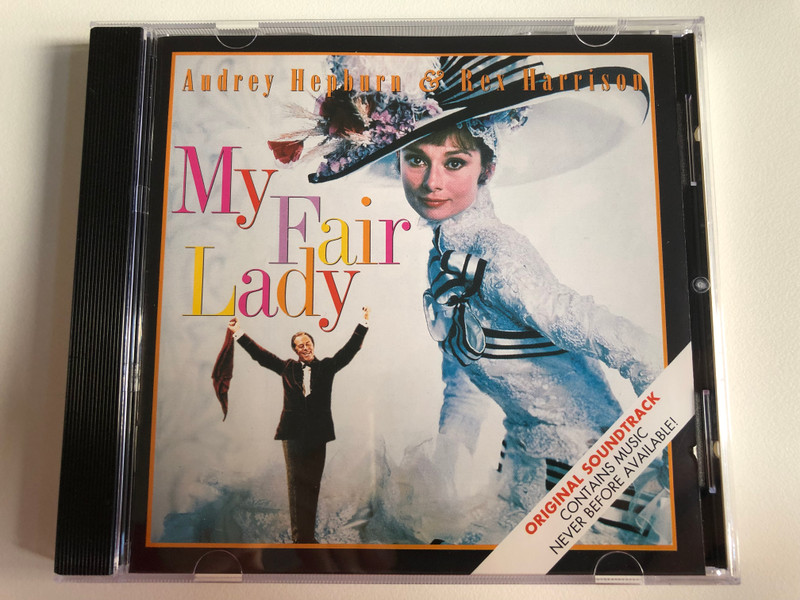 Audrey Hepburn & Rex Harrison
My
Fair
Lady
ORIGINAL SOUNDTRACK
CONTAINS MUSIC
NEVER BEFORE AVAILABLE!